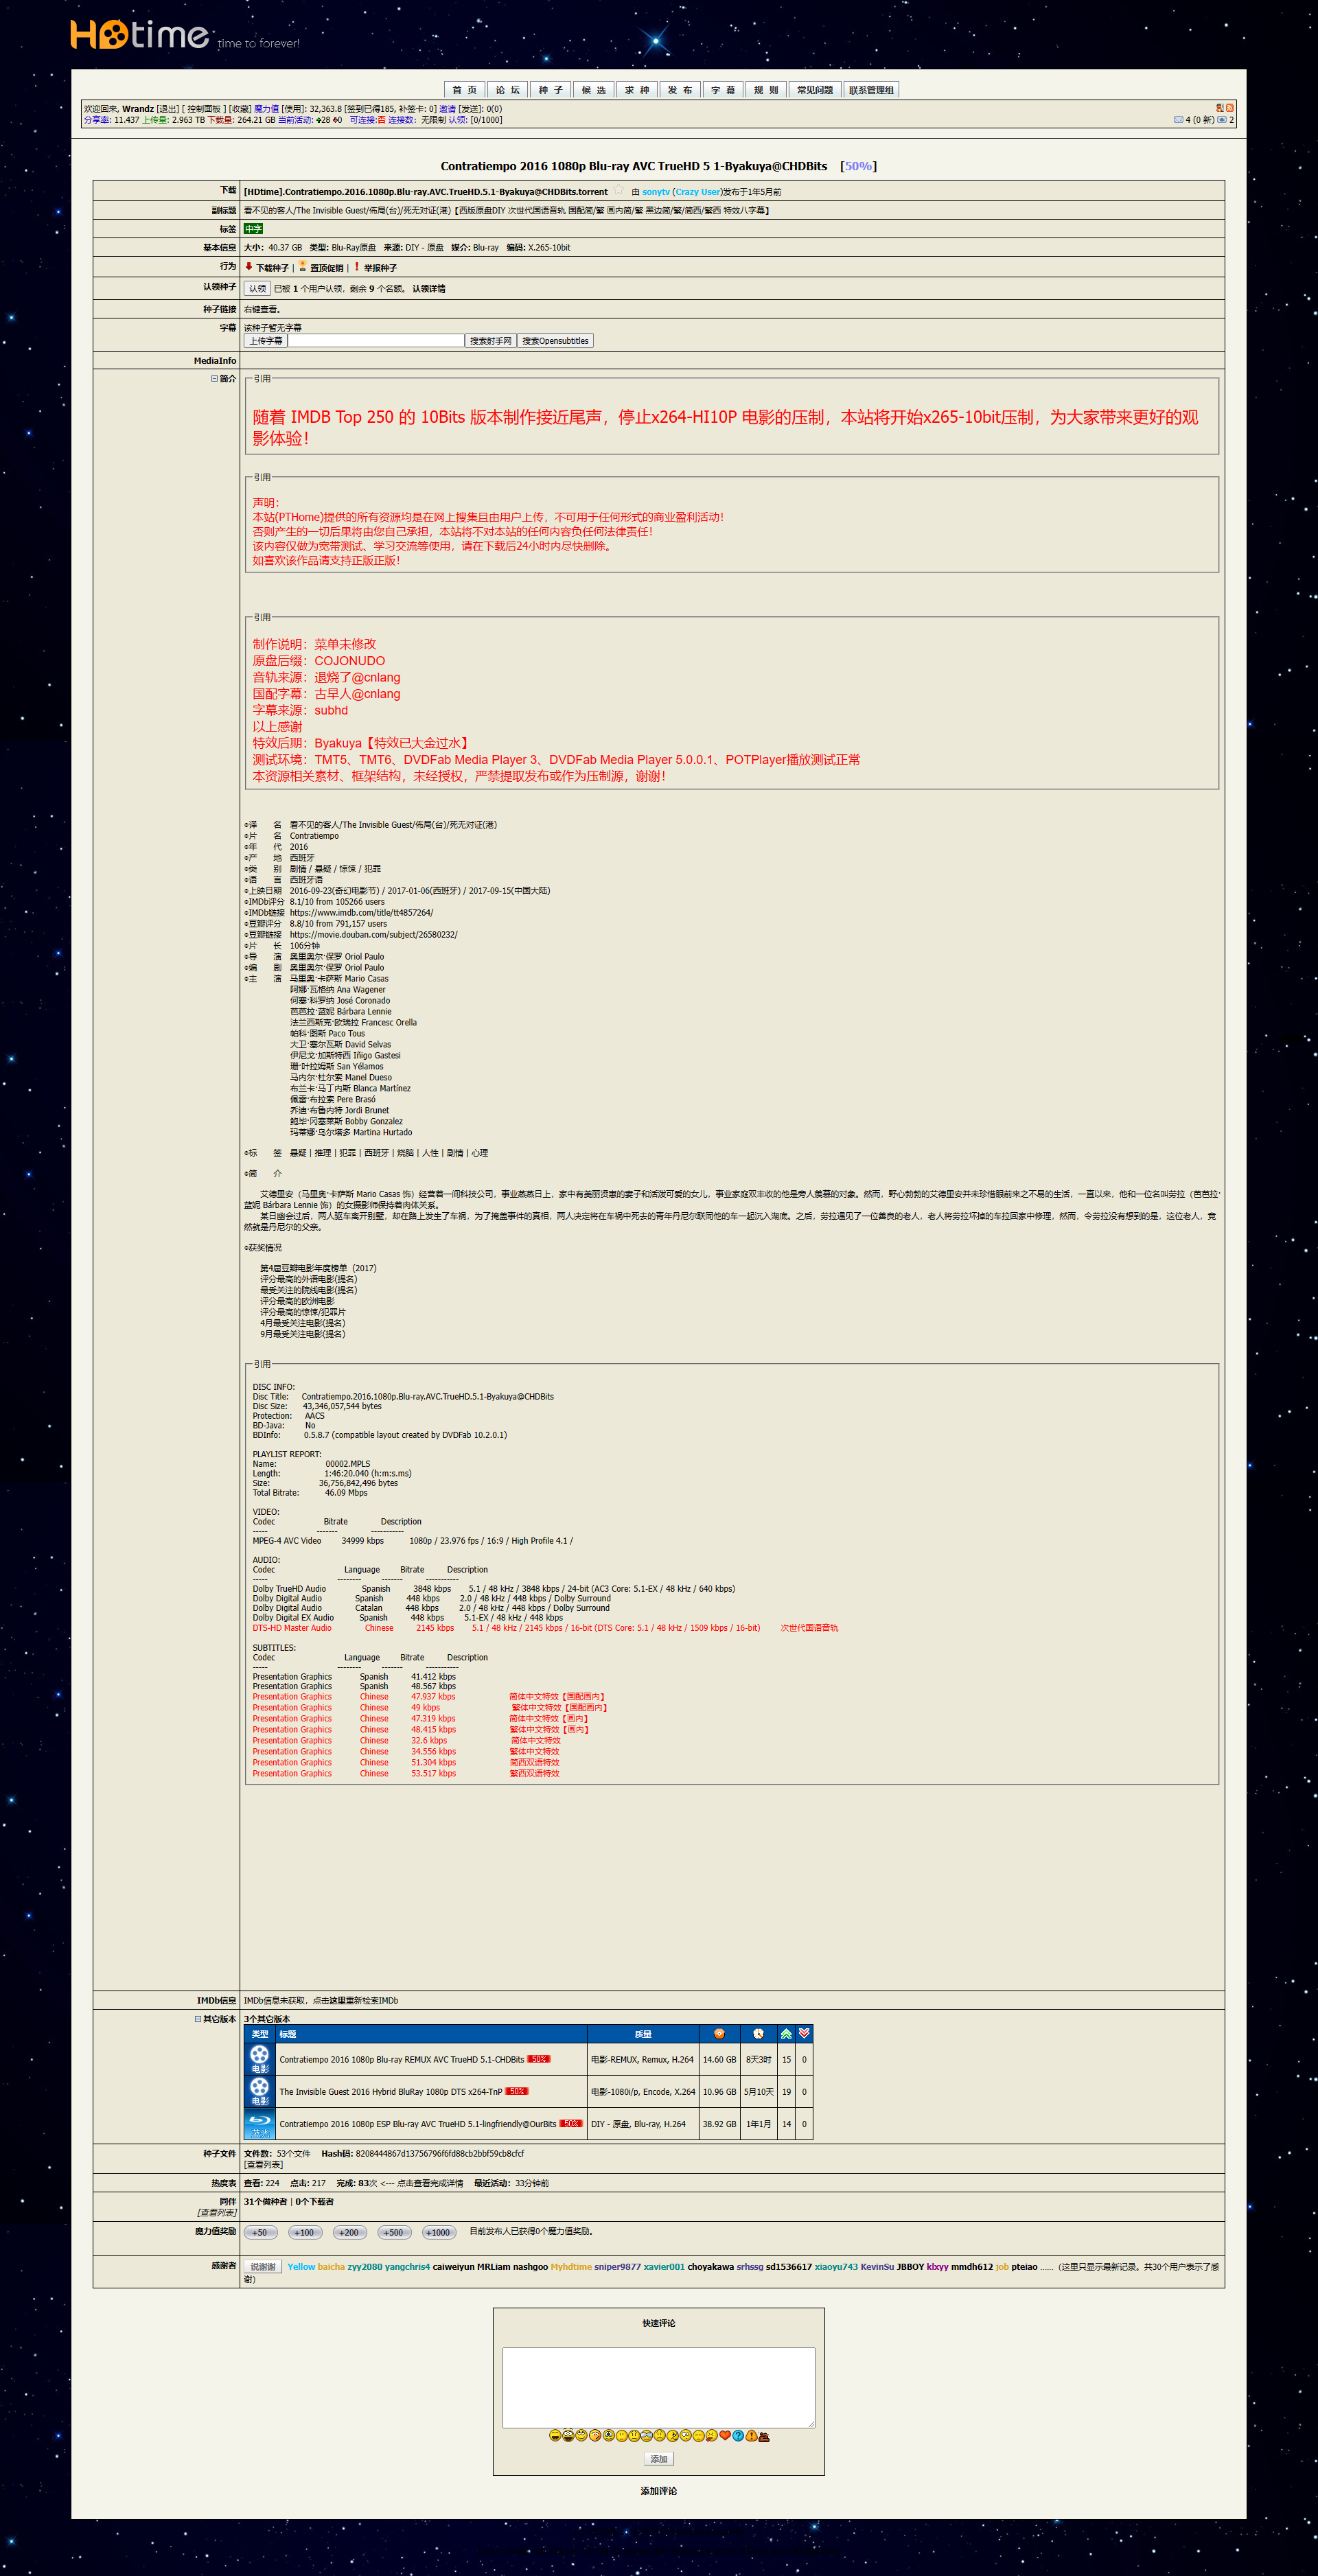 HDtime time to forever!
首 页 论 坛 种 子 候 选 求 种 发 布 字 幕 规 则 常见问题 联系管理组
欢迎回来, Wrandz [退出] [ 控制面板 ] [收藏] 魔力值 [使用]: 32,363.8 [签到已得185, 补签卡: 0] 邀请 [发送]: 0(0)
分享率: 11.437 上传量: 2.963 TB 下载量: 264.21 GB 当前活动: 28 0 可连接:否 连接数: 无限制 认领: [0/1000]
4 (0 新) 2
Contratiempo 2016 1080p Blu-ray AVC TrueHD 5 1-Byakuya@CHDBits [50%]
下载 [HDtime].Contratiempo.2016.1080p.Blu-ray.AVC.TrueHD.5.1-Byakuya@CHDBits.torrent 由 sonytv (Crazy User)发布于1年5月前
副标题 看不见的客人/The Invisible Guest/佈局(台)/死无对证(港)【西版原盘DIY 次世代国语音轨 国配简/繁 画内简/繁 黑边简/繁/简西/繁西 特效八字幕】
标签 中字
基本信息 大小: 40.37 GB 类型: Blu-Ray原盘 来源: DIY - 原盘 媒介: Blu-ray 编码: X.265-10bit
行为 下载种子 | 置顶促销 | 举报种子
认领种子 认领 已被 1 个用户认领，剩余 9 个名额。 认领详情
种子链接 右键查看。
字幕 该种子暂无字幕
上传字幕 搜索射手网 搜索Opensubtitles
MediaInfo
简介 引用
随着 IMDB Top 250 的 10Bits 版本制作接近尾声，停止x264-HI10P 电影的压制，本站将开始x265-10bit压制，为大家带来更好的观
影体验！
引用
声明：
本站(PTHome)提供的所有资源均是在网上搜集且由用户上传，不可用于任何形式的商业盈利活动！
否则产生的一切后果将由您自己承担，本站将不对本站的任何内容负任何法律责任！
该内容仅做为宽带测试、学习交流等使用，请在下载后24小时内尽快删除。
如喜欢该作品请支持正版正版！
引用
制作说明：菜单未修改
原盘后缀：COJONUDO
音轨来源：退烧了@cnlang
国配字幕：古早人@cnlang
字幕来源：subhd
以上感谢
特效后期：Byakuya【特效已大金过水】
测试环境：TMT5、TMT6、DVDFab Media Player 3、DVDFab Media Player 5.0.0.1、POTPlayer播放测试正常
本资源相关素材、框架结构，未经授权，严禁提取发布或作为压制源，谢谢！
◎译 名 看不见的客人/The Invisible Guest/佈局(台)/死无对证(港)
◎片 名 Contratiempo
◎年 代 2016
◎产 地 西班牙
◎类 别 剧情 / 悬疑 / 惊悚 / 犯罪
◎语 言 西班牙语
◎上映日期 2016-09-23(奇幻电影节) / 2017-01-06(西班牙) / 2017-09-15(中国大陆)
◎IMDb评分 8.1/10 from 105266 users
◎IMDb链接 https://www.imdb.com/title/tt4857264/
◎豆瓣评分 8.8/10 from 791,157 users
◎豆瓣链接 https://movie.douban.com/subject/26580232/
◎片 长 106分钟
◎导 演 奥里奥尔·保罗 Oriol Paulo
◎编 剧 奥里奥尔·保罗 Oriol Paulo
◎主 演 马里奥·卡萨斯 Mario Casas
阿娜·瓦格纳 Ana Wagener
何塞·科罗纳 José Coronado
芭芭拉·蓝妮 Bárbara Lennie
法兰西斯克·欧瑞拉 Francesc Orella
帕科·图斯 Paco Tous
大卫·塞尔瓦斯 David Selvas
伊尼戈·加斯特西 Iñigo Gastesi
珊·叶拉姆斯 San Yélamos
马内尔·杜尔索 Manel Dueso
布兰卡·马丁内斯 Blanca Martínez
佩雷·布拉索 Pere Brasó
乔迪·布鲁内特 Jordi Brunet
鲍毕·冈塞莱斯 Bobby Gonzalez
玛蒂娜·乌尔塔多 Martina Hurtado
◎标 签 悬疑 | 推理 | 犯罪 | 西班牙 | 烧脑 | 人性 | 剧情 | 心理
◎简 介
艾德里安（马里奥·卡萨斯 Mario Casas 饰）经营着一间科技公司，事业蒸蒸日上，家中有美丽贤惠的妻子和活泼可爱的女儿，事业家庭双丰收的他是旁人羡慕的对象。然而，野心勃勃的艾德里安并未珍惜眼前来之不易的生活，一直以来，他和一位名叫劳拉（芭芭拉·
蓝妮 Bárbara Lennie 饰）的女摄影师保持着肉体关系。
某日幽会过后，两人驱车离开别墅，却在路上发生了车祸，为了掩盖事件的真相，两人决定将在车祸中死去的青年丹尼尔联同他的车一起沉入湖底。之后，劳拉遇见了一位善良的老人，老人将劳拉坏掉的车拉回家中修理，然而，令劳拉没有想到的是，这位老人，竟
然就是丹尼尔的父亲。
◎获奖情况
第4届豆瓣电影年度榜单 (2017)
评分最高的外语电影(提名)
最受关注的院线电影(提名)
评分最高的欧洲电影
评分最高的惊悚/犯罪片
4月最受关注电影(提名)
9月最受关注电影(提名)
引用
DISC INFO:
Disc Title: Contratiempo.2016.1080p.Blu-ray.AVC.TrueHD.5.1-Byakuya@CHDBits
Disc Size: 43,346,057,544 bytes
Protection: AACS
BD-Java: No
BDInfo: 0.5.8.7 (compatible layout created by DVDFab 10.2.0.1)
PLAYLIST REPORT:
Name: 00002.MPLS
Length: 1:46:20.040 (h:m:s.ms)
Size: 36,756,842,496 bytes
Total Bitrate: 46.09 Mbps
VIDEO:
Codec Bitrate Description
----- ------- -----------
MPEG-4 AVC Video 34999 kbps 1080p / 23.976 fps / 16:9 / High Profile 4.1 /
AUDIO:
Codec Language Bitrate Description
----- -------- ------- -----------
Dolby TrueHD Audio Spanish 3848 kbps 5.1 / 48 kHz / 3848 kbps / 24-bit (AC3 Core: 5.1-EX / 48 kHz / 640 kbps)
Dolby Digital Audio Spanish 448 kbps 2.0 / 48 kHz / 448 kbps / Dolby Surround
Dolby Digital Audio Catalan 448 kbps 2.0 / 48 kHz / 448 kbps / Dolby Surround
Dolby Digital EX Audio Spanish 448 kbps 5.1-EX / 48 kHz / 448 kbps
DTS-HD Master Audio Chinese 2145 kbps 5.1 / 48 kHz / 2145 kbps / 16-bit (DTS Core: 5.1 / 48 kHz / 1509 kbps / 16-bit) 次世代国语音轨
SUBTITLES:
Codec Language Bitrate Description
----- -------- ------- -----------
Presentation Graphics Spanish 41.412 kbps
Presentation Graphics Spanish 48.567 kbps
Presentation Graphics Chinese 47.937 kbps 简体中文特效【国配画内】
Presentation Graphics Chinese 49 kbps 繁体中文特效【国配画内】
Presentation Graphics Chinese 47.319 kbps 简体中文特效【画内】
Presentation Graphics Chinese 48.415 kbps 繁体中文特效【画内】
Presentation Graphics Chinese 32.6 kbps 简体中文特效
Presentation Graphics Chinese 34.556 kbps 繁体中文特效
Presentation Graphics Chinese 51.304 kbps 简西双语特效
Presentation Graphics Chinese 53.517 kbps 繁西双语特效
IMDb信息 IMDb信息未获取，点击这里重新检索IMDb
其它版本 3个其它版本
类型 标题 质量
电影 Contratiempo 2016 1080p Blu-ray REMUX AVC TrueHD 5.1-CHDBits 50% 电影-REMUX, Remux, H.264 14.60 GB 8天3时 15 0
电影 The Invisible Guest 2016 Hybrid BluRay 1080p DTS x264-TnP 50% 电影-1080i/p, Encode, X.264 10.96 GB 5月10天 19 0
蓝光 Contratiempo 2016 1080p ESP Blu-ray AVC TrueHD 5.1-lingfriendly@OurBits 50% DIY - 原盘, Blu-ray, H.264 38.92 GB 1年1月 14 0
种子文件 文件数: 53个文件 Hash码: 8208444867d13756796f6fd88cb2bbf59cb8cfcf
[查看列表]
热度表 查看: 224 点击: 217 完成: 83次 <--- 点击查看完成详情 最近活动: 33分钟前
同伴 31个做种者 | 0个下载者
[查看列表]
魔力值奖励 +50 +100 +200 +500 +1000 目前发布人已获得0个魔力值奖励。
感谢者 说谢谢 Yellow baicha zyy2080 yangchris4 caiweiyun MRLiam nashgoo Myhdtime sniper9877 xavier001 choyakawa srhssg sd1536617 xiaoyu743 KevinSu JBBOY klxyy mmdh612 job pteiao ......（这里只显示最新记录。共30个用户表示了感
谢）
快速评论
添加
添加评论